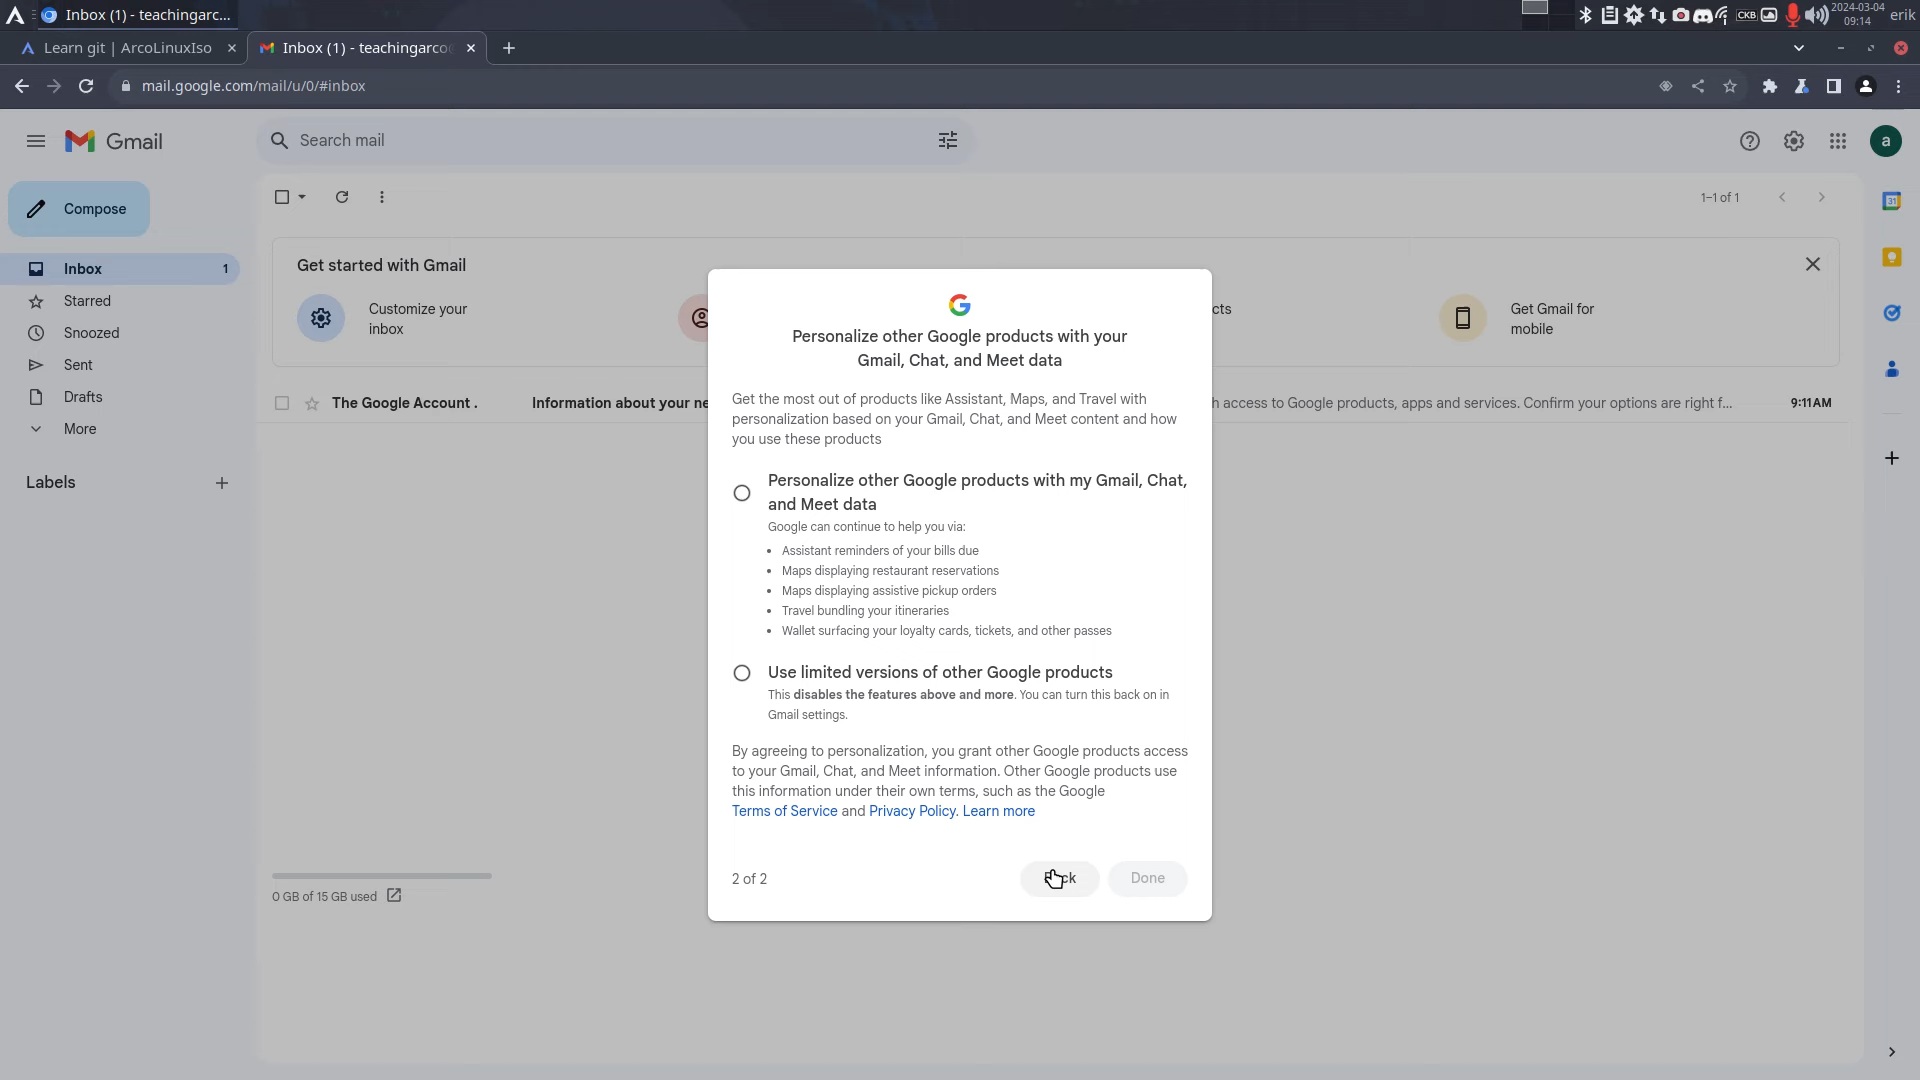 Inbox (1) - teachingarc...
CKB
2024-03-04
09:14
erik
Learn git | ArcoLinuxIso
Inbox (1) - teachingarco
mail.google.com/mail/u/0/#inbox
Gmail
Search mail
a
Compose
1–1 of 1
31
Inbox
1
Get started with Gmail
Starred
Customize your
inbox
Get Gmail for
mobile
Snoozed
Sent
Drafts
The Google Account .
9:11 AM
More
Labels
Personalize other Google products with your
Gmail, Chat, and Meet data
Get the most out of products like Assistant, Maps, and Travel with
personalization based on your Gmail, Chat, and Meet content and how
you use these products
Personalize other Google products with my Gmail, Chat,
and Meet data
Google can continue to help you via:
• Assistant reminders of your bills due
• Maps displaying restaurant reservations
• Maps displaying assistive pickup orders
• Travel bundling your itineraries
• Wallet surfacing your loyalty cards, tickets, and other passes
Use limited versions of other Google products
This disables the features above and more. You can turn this back on in
Gmail settings.
By agreeing to personalization, you grant other Google products access
to your Gmail, Chat, and Meet information. Other Google products use
this information under their own terms, such as the Google
Terms of Service and Privacy Policy. Learn more
2 of 2
Done
0 GB of 15 GB used
Information about your
access to Google products, apps and services. Confirm your options are right f...